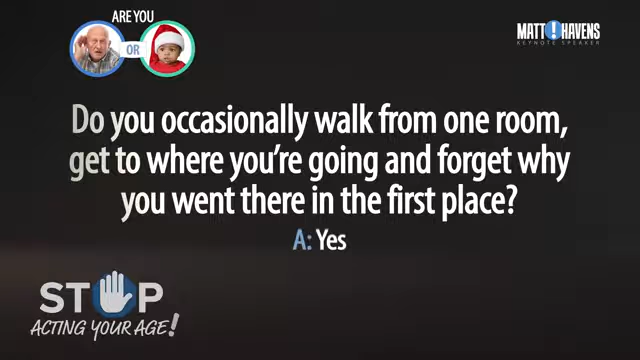 ARE YOU
OR
MATT HAVENS
KEYNOTE SPEAKER
Do you occasionally walk from one room,
get to where you're going and forget why
you went there in the first place?
A: Yes
STOP
ACTING YOUR AGE!